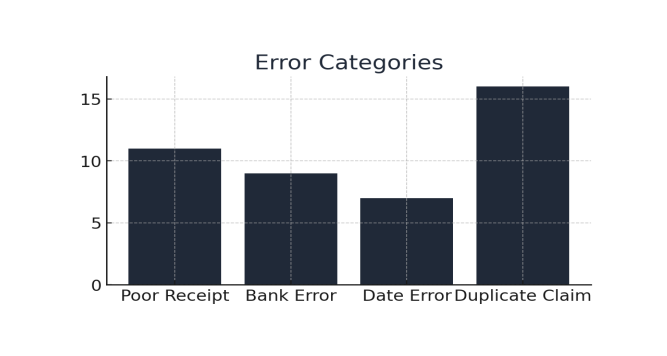 Error Categories
15
10
5
0
Poor Receipt Bank Error Date Error Duplicate Claim